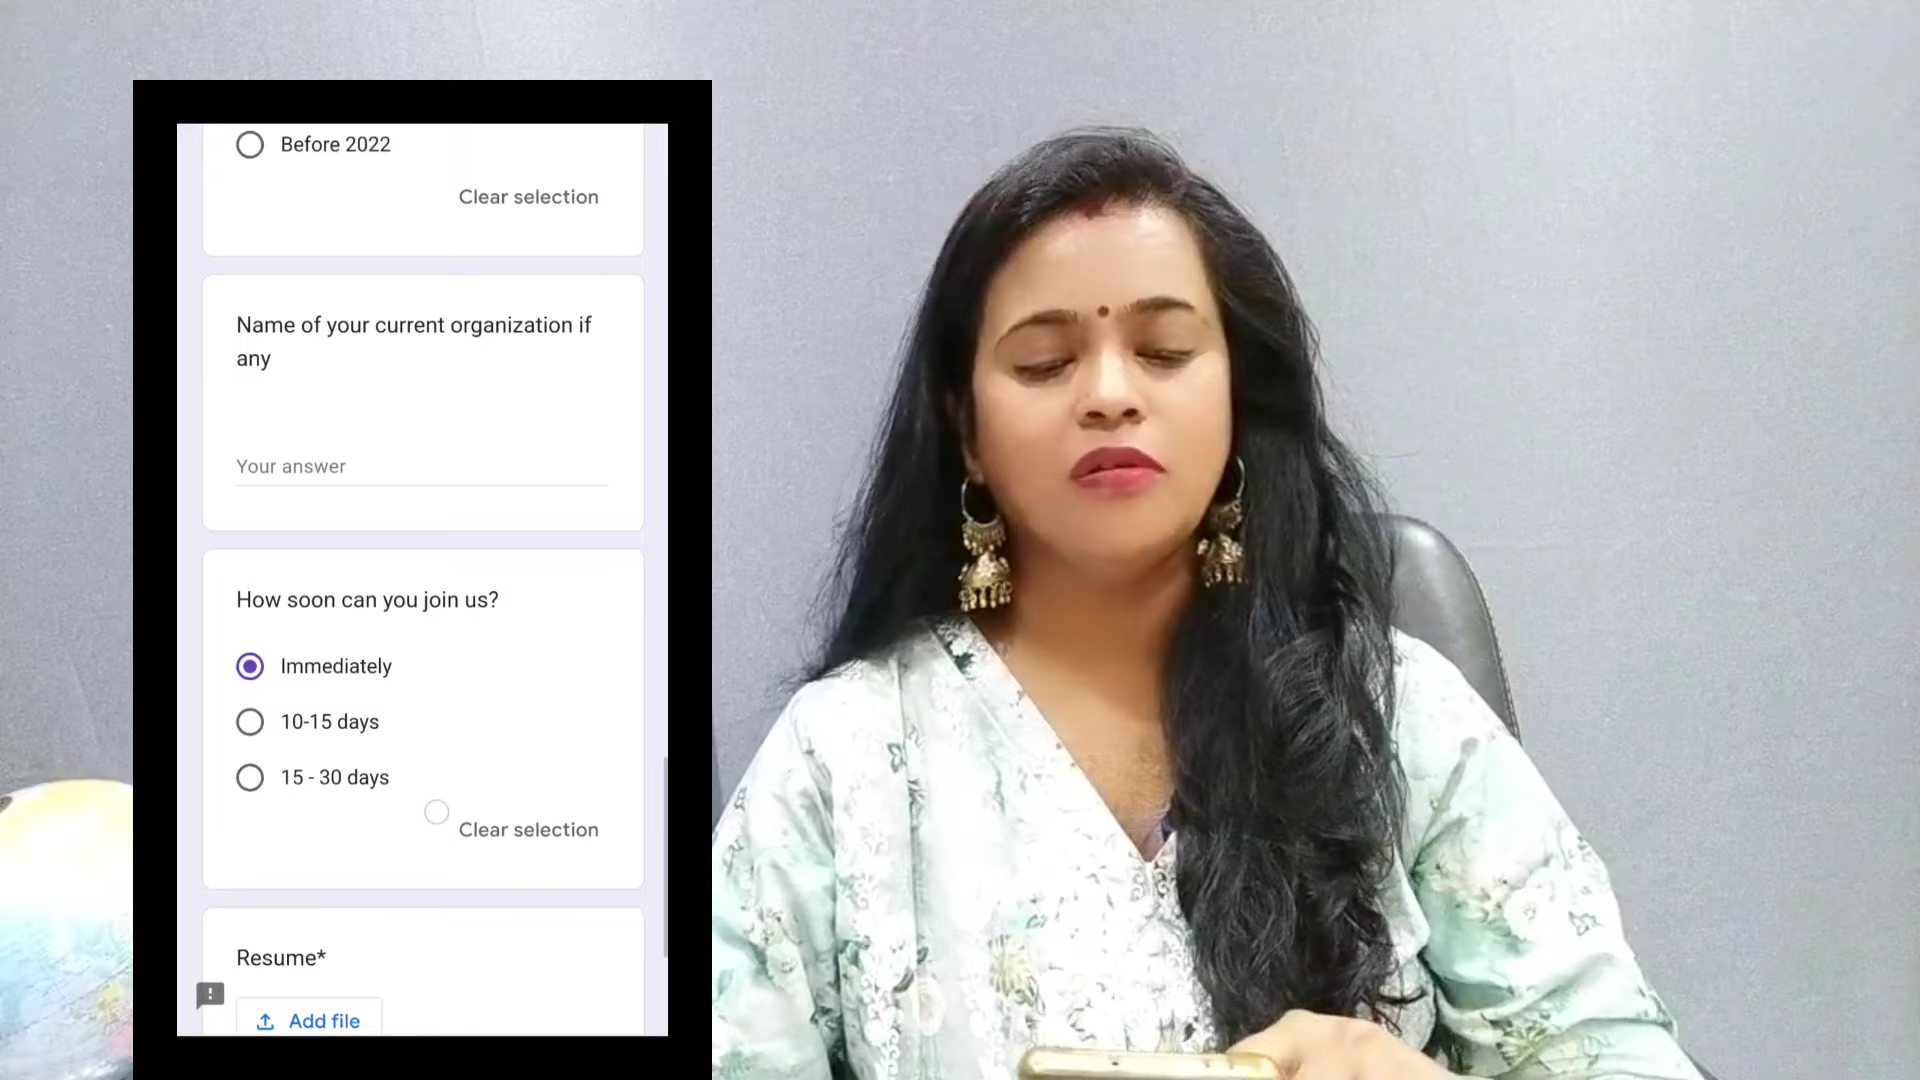 Before 2022
Clear selection
Name of your current organization if
any
Your answer
How soon can you join us?
Immediately
10-15 days
15 - 30 days
Clear selection
Resume*
!
Add file